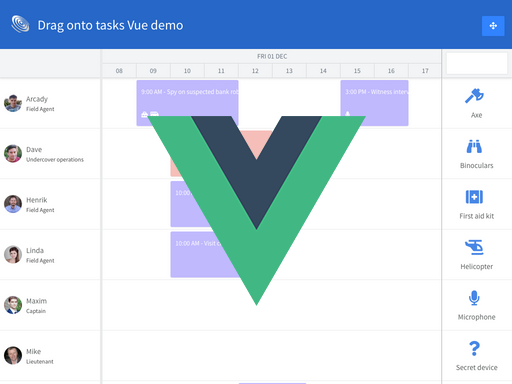 Drag onto tasks Vue demo
FRI 01 DEC
08 09 10 11 12 13 14 15 16 17
Arcady
Field Agent
9:00 AM - Spy on suspected bank rob
3:00 PM - Witness interv
Axe
Dave
Undercover operations
Binoculars
Henrik
Field Agent
10:00
First aid kit
Linda
Field Agent
10:00 AM - Visit
Helicopter
Maxim
Captain
Microphone
Mike
Lieutenant
Secret device